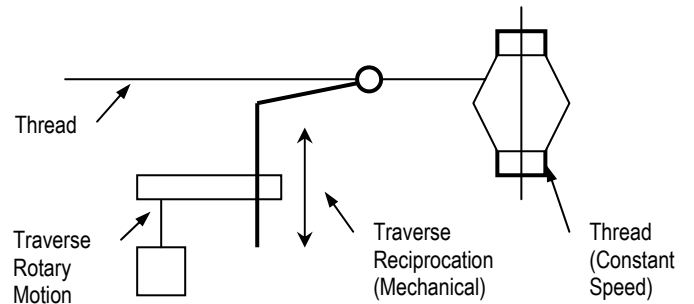 Thread
Traverse
Rotary
Motion
Traverse
Reciprocation
(Mechanical)
Thread
(Constant
Speed)